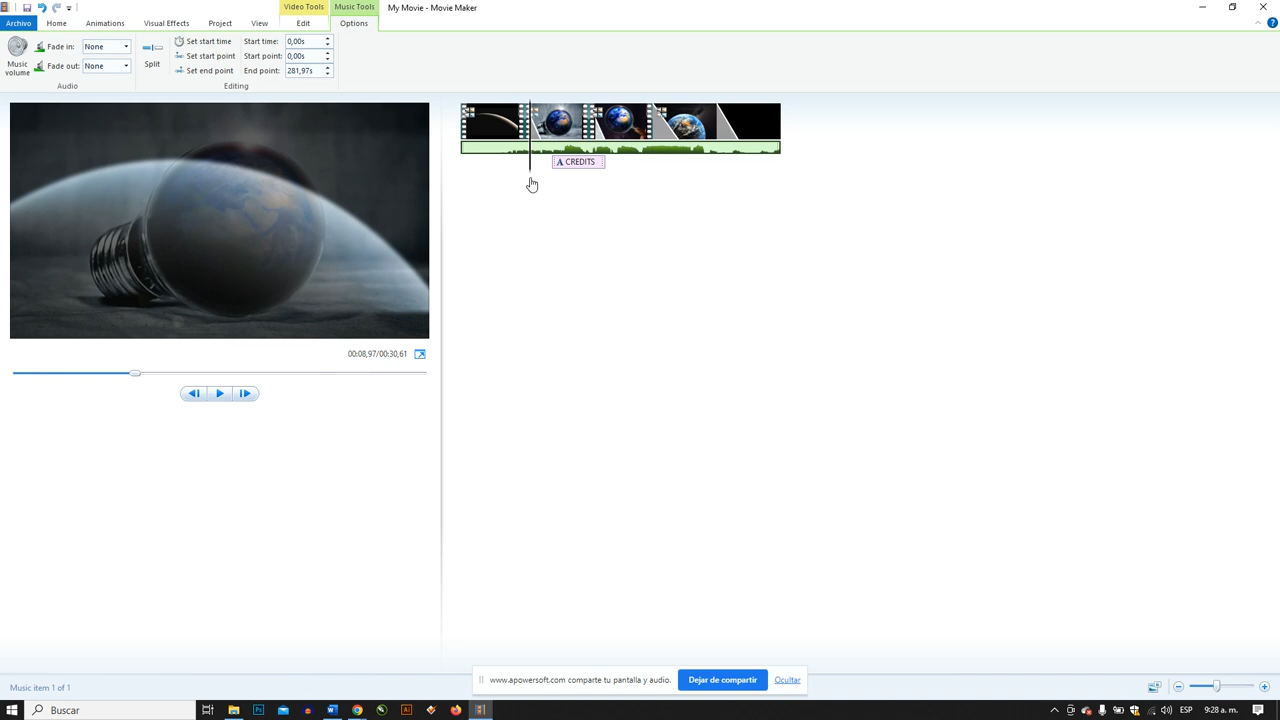 Video Tools Music Tools My Movie - Movie Maker
Archivo Home Animations Visual Effects Project View Edit Options
Music volume
Fade in: None
Fade out: None
Split
Set start time
Set start point
Set end point
Start time: 0,00s
Start point: 0,00s
End point: 281,97s
Audio Editing
A CREDITS
00:08,97/00:30,61
www.apowersoft.com comparte tu pantalla y audio. Dejar de compartir Ocultar
Music item 1 of 1
Buscar
Ps
W
Ai
ESP 9:28 a. m.